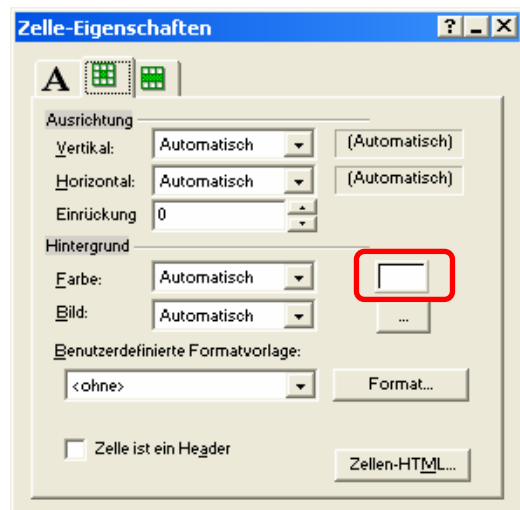 Zelle-Eigenschaften
A
Ausrichtung
Vertikal: Automatisch (Automatisch)
Horizontal: Automatisch (Automatisch)
Einrückung 0
Hintergrund
Farbe: Automatisch
Bild: Automatisch ...
Benutzerdefinierte Formatvorlage:
<ohne> Format...
Zelle ist ein Header
Zellen-HTML...